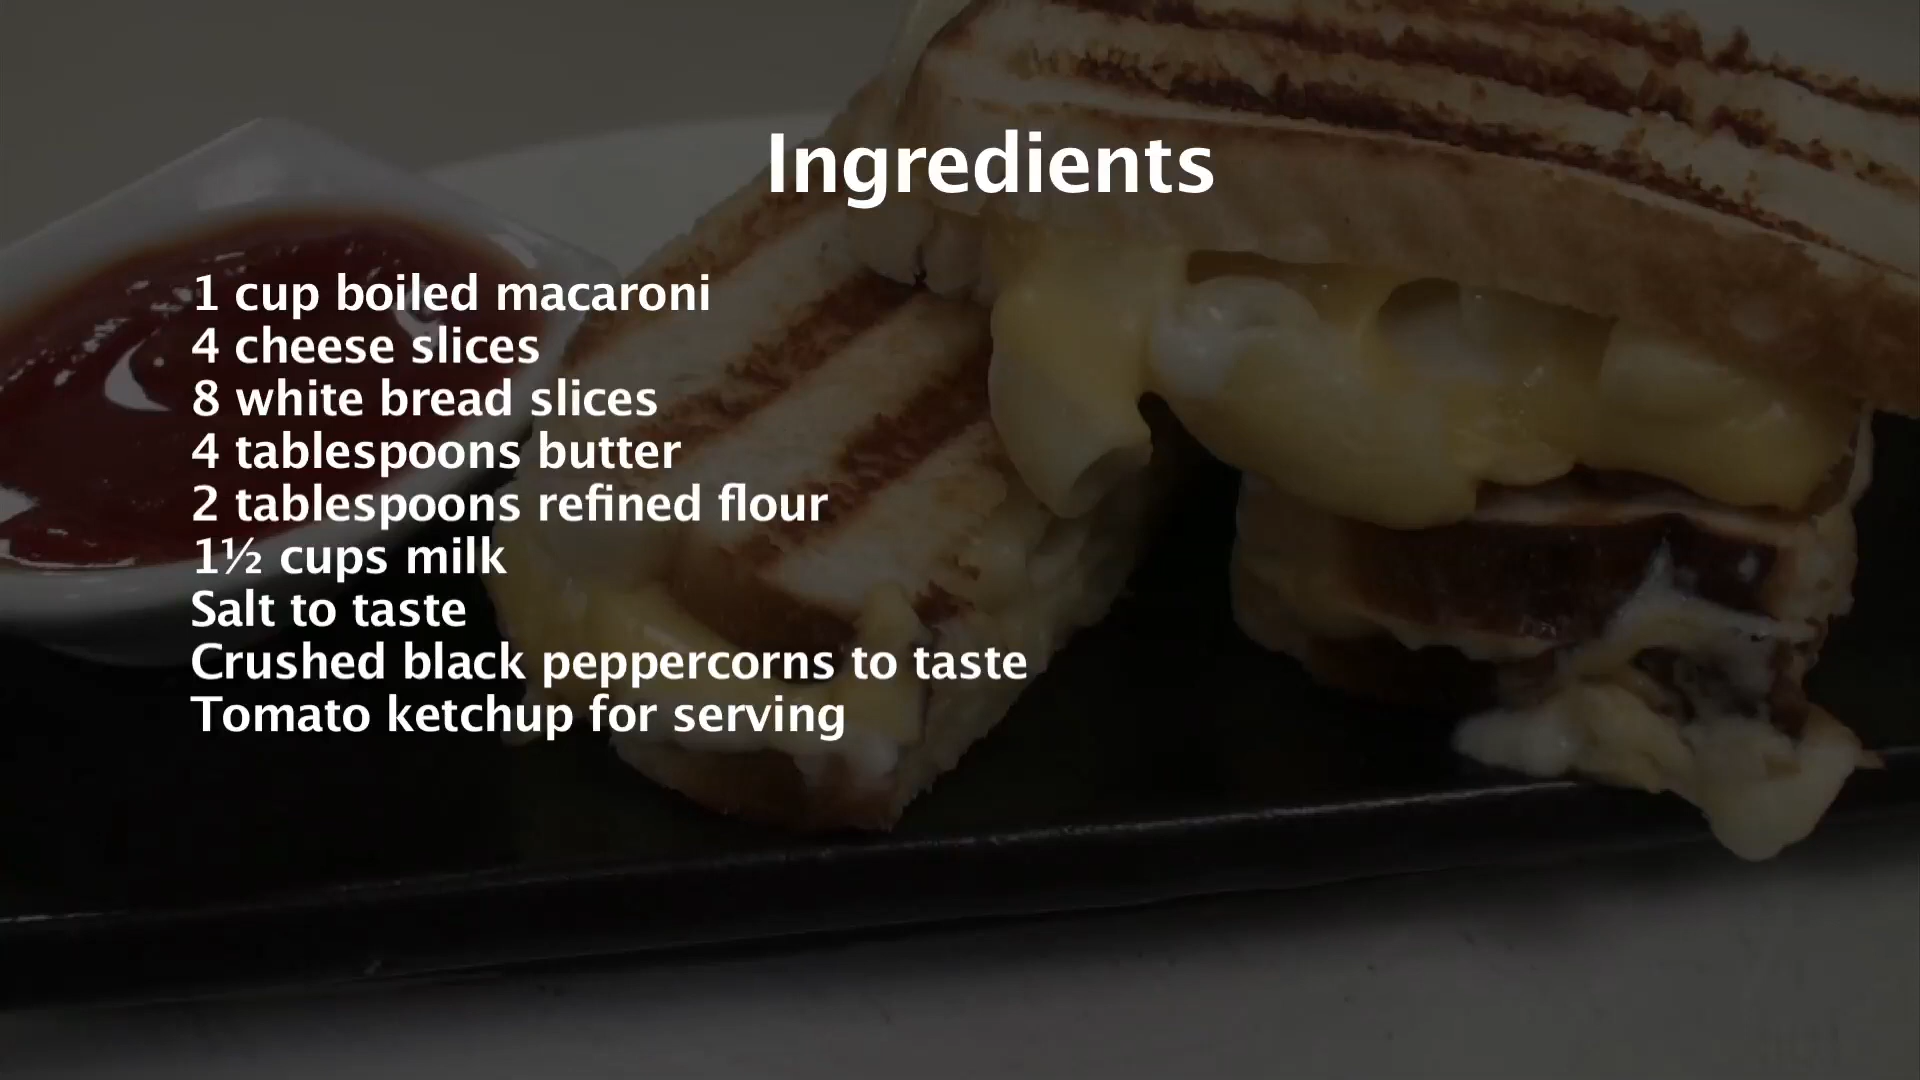 Ingredients
1 cup boiled macaroni
4 cheese slices
8 white bread slices
4 tablespoons butter
2 tablespoons refined flour
1½ cups milk
Salt to taste
Crushed black peppercorns to taste
Tomato ketchup for serving